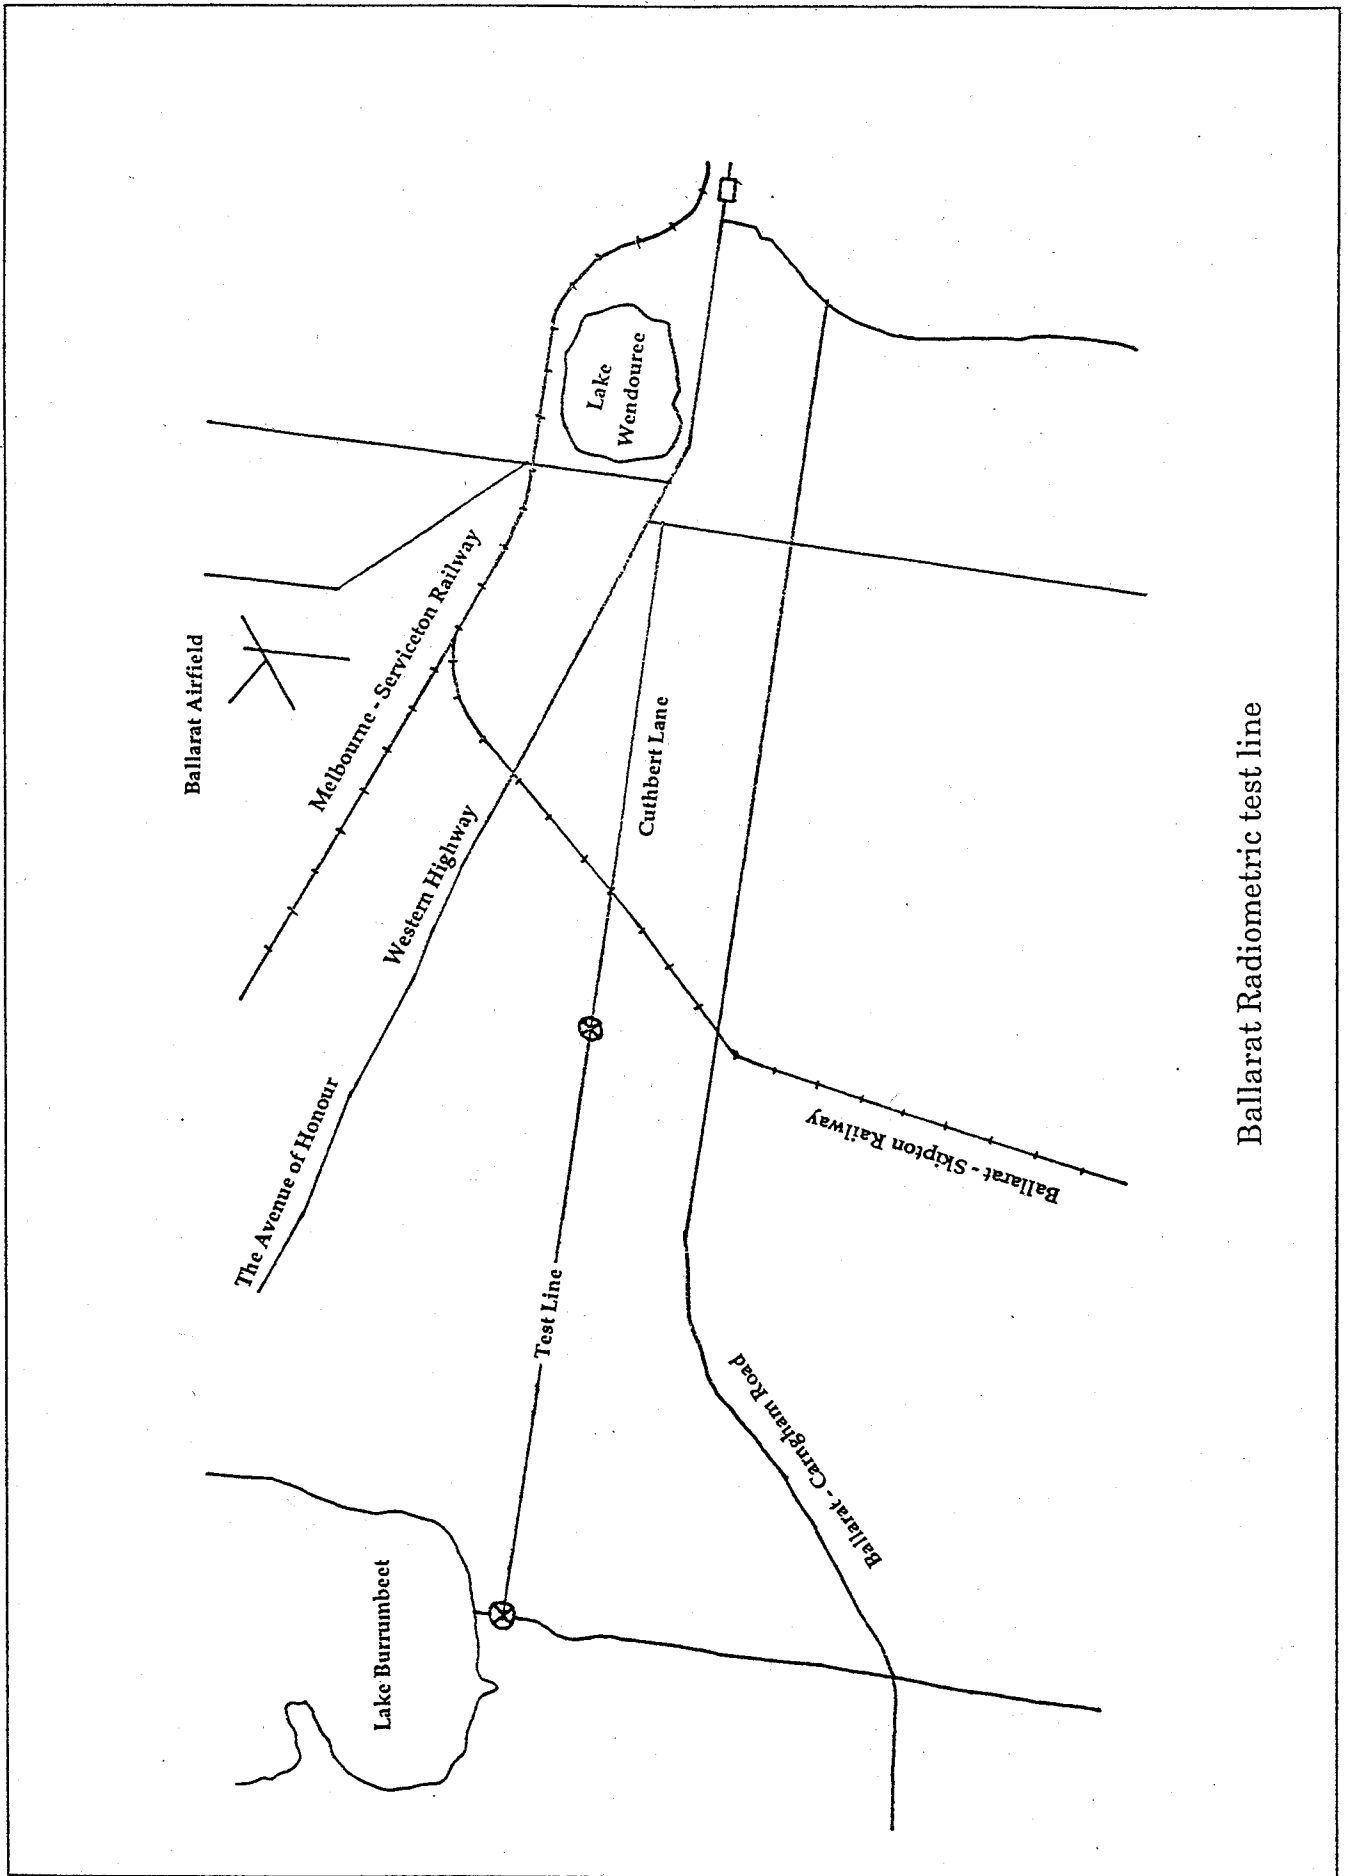 Ballarat Airfield
Melbourne - Serviceton Railway
Western Highway
The Avenue of Honour
Lake
Wendouree
Cuthbert Lane
Test Line
Lake Burrumbeet
Ballarat - Skipton Railway
Ballarat - Carngham Road
Ballarat Radiometric test line